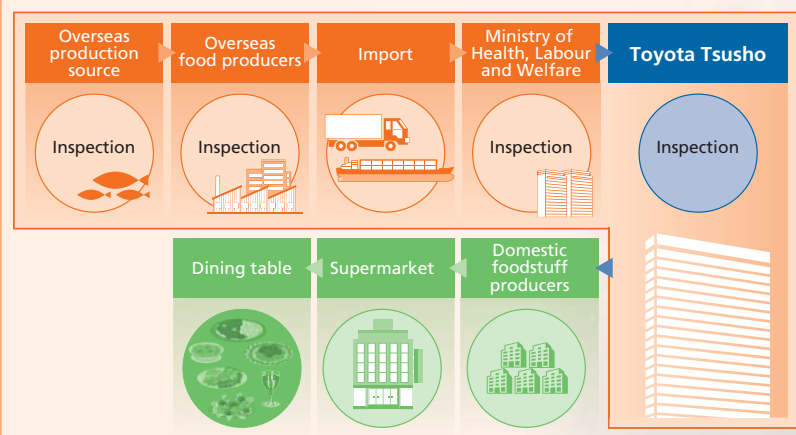 Overseas
production
source
Overseas
food producers
Import
Ministry of
Health, Labour
and Welfare
Toyota Tsusho
Inspection
Inspection
Inspection
Inspection
Dining table
Supermarket
Domestic
foodstuff
producers